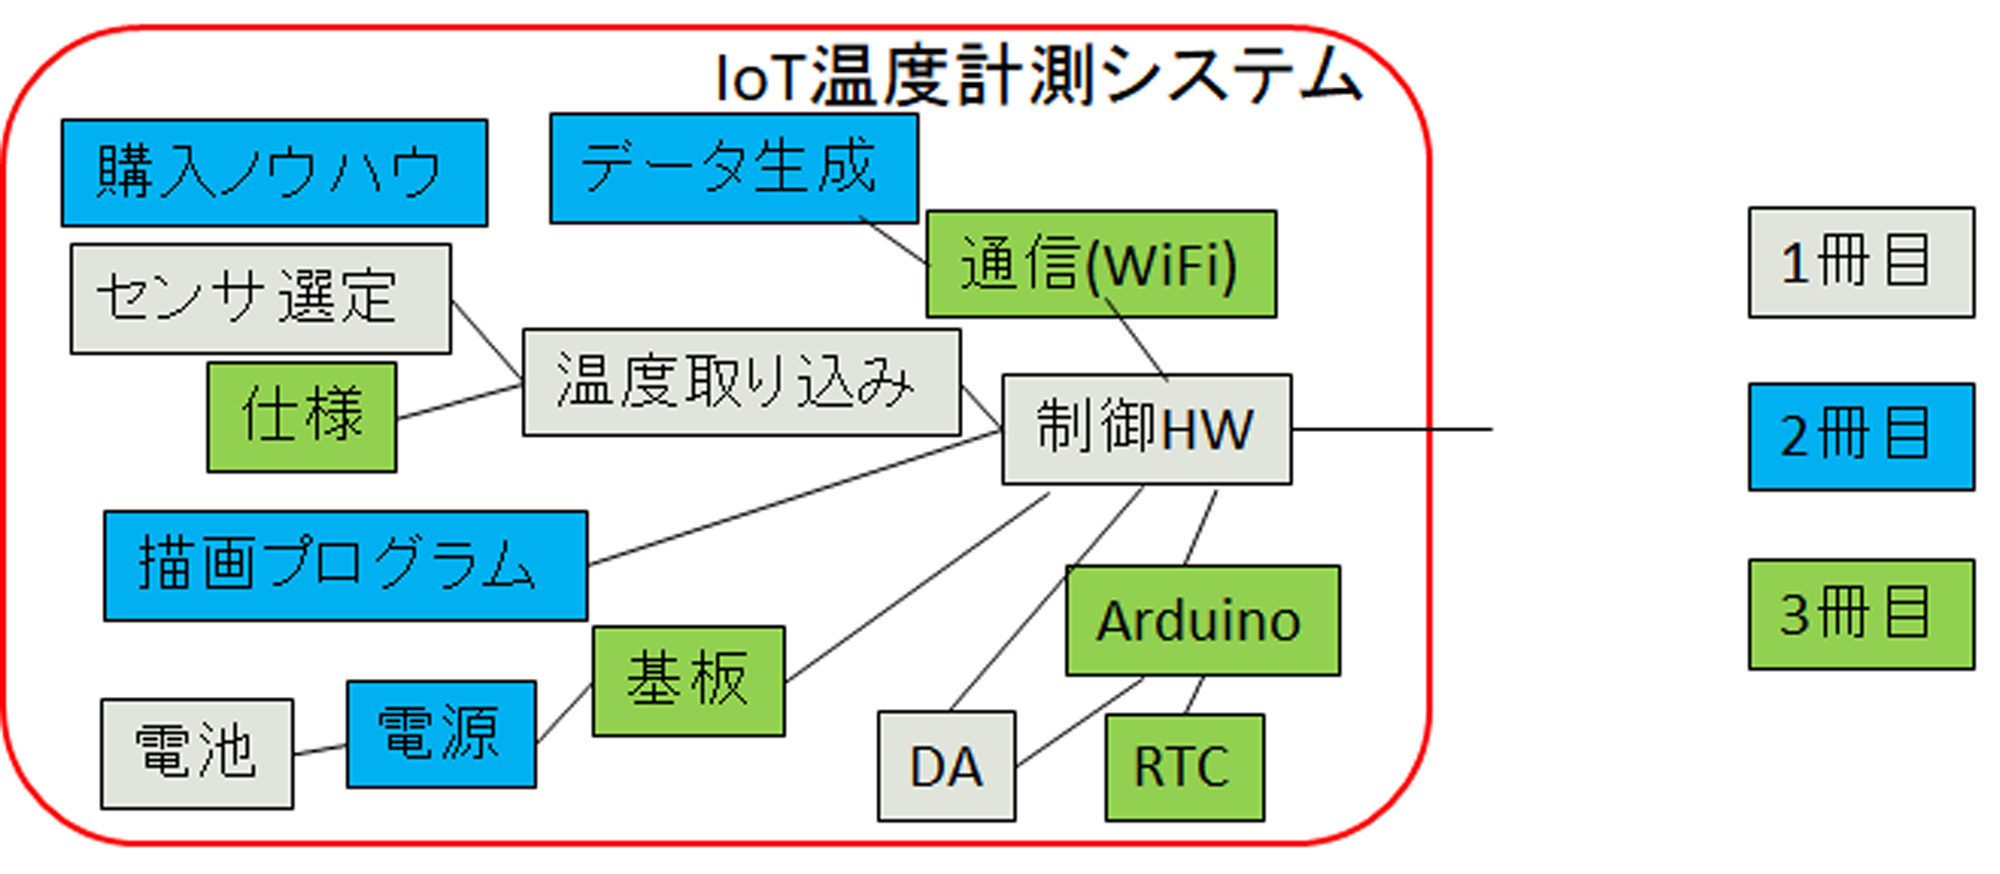 IoT温度計測システム
購入ノウハウ
データ生成
通信(WiFi)
センサ選定
温度取り込み
仕様
制御HW
描画プログラム
Arduino
基板
電源
電池
DA
RTC
1冊目
2冊目
3冊目